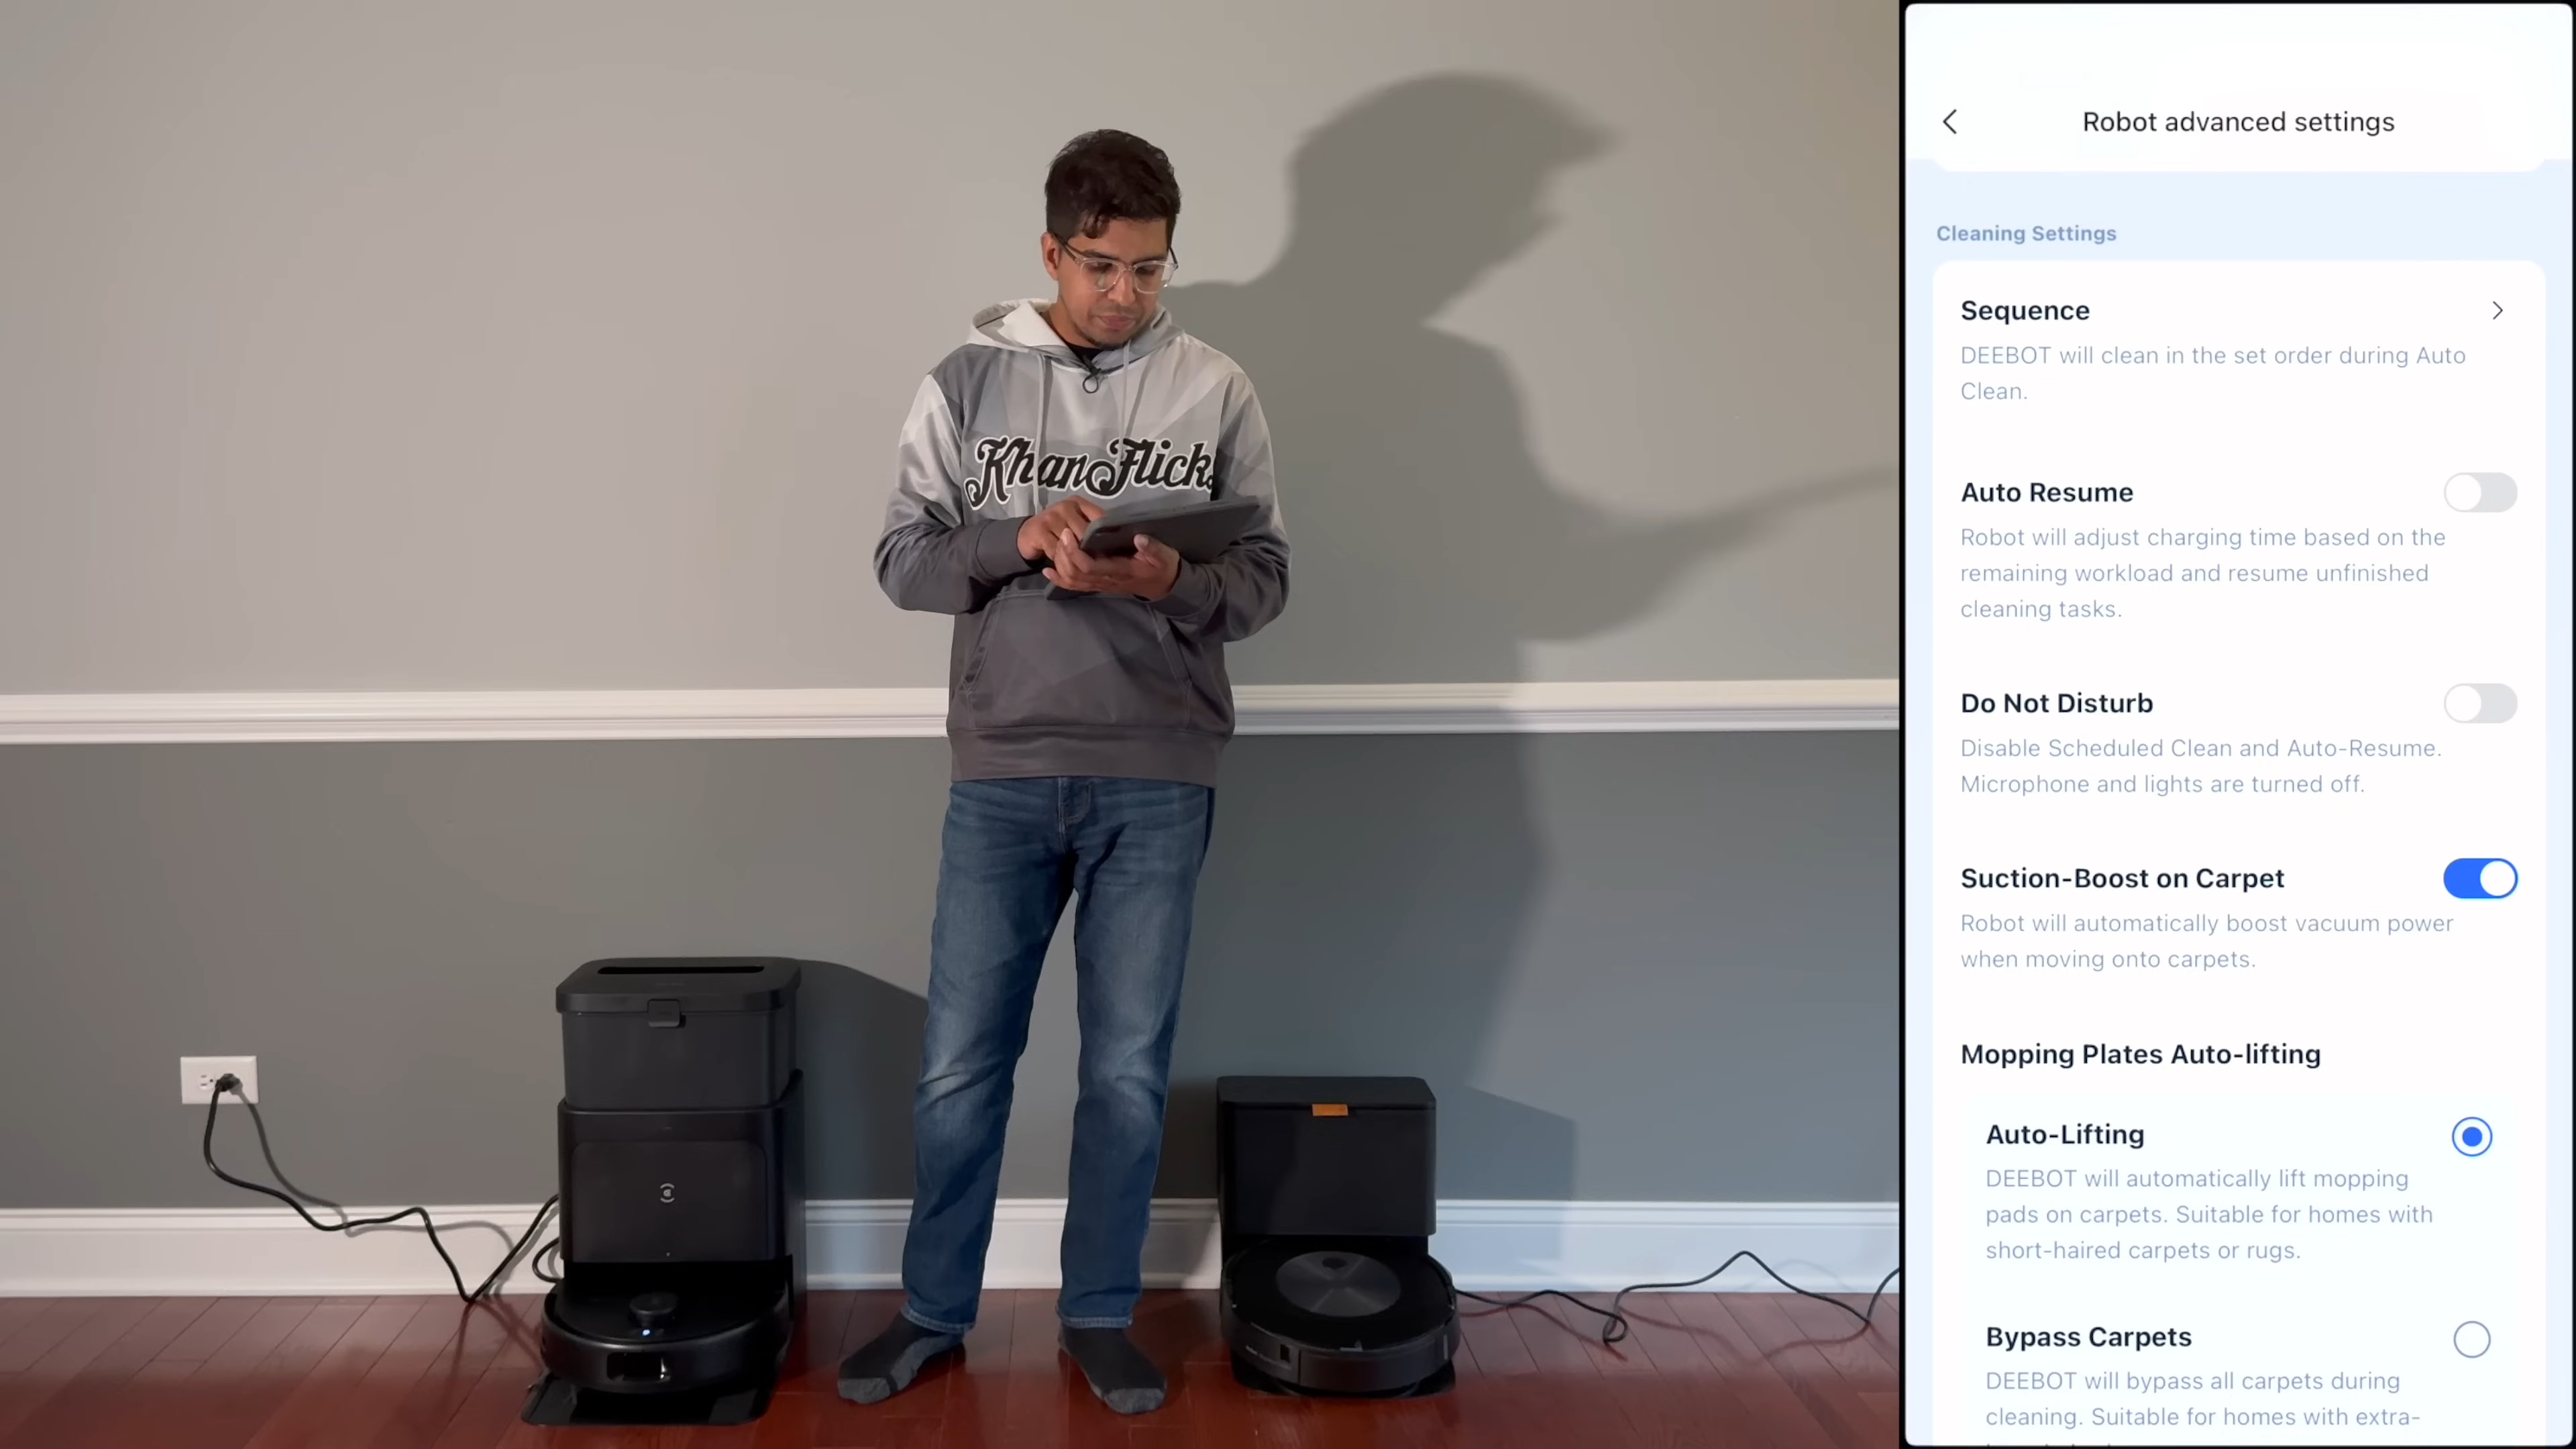 Khan Flick
Robot advanced settings
Cleaning Settings
Sequence
DEEBOT will clean in the set order during Auto
Clean.
Auto Resume
Robot will adjust charging time based on the
remaining workload and resume unfinished
cleaning tasks.
Do Not Disturb
Disable Scheduled Clean and Auto-Resume.
Microphone and lights are turned off.
Suction-Boost on Carpet
Robot will automatically boost vacuum power
when moving onto carpets.
Mopping Plates Auto-lifting
Auto-Lifting
DEEBOT will automatically lift mopping
pads on carpets. Suitable for homes with
short-haired carpets or rugs.
Bypass Carpets
DEEBOT will bypass all carpets during
cleaning. Suitable for homes with extra-